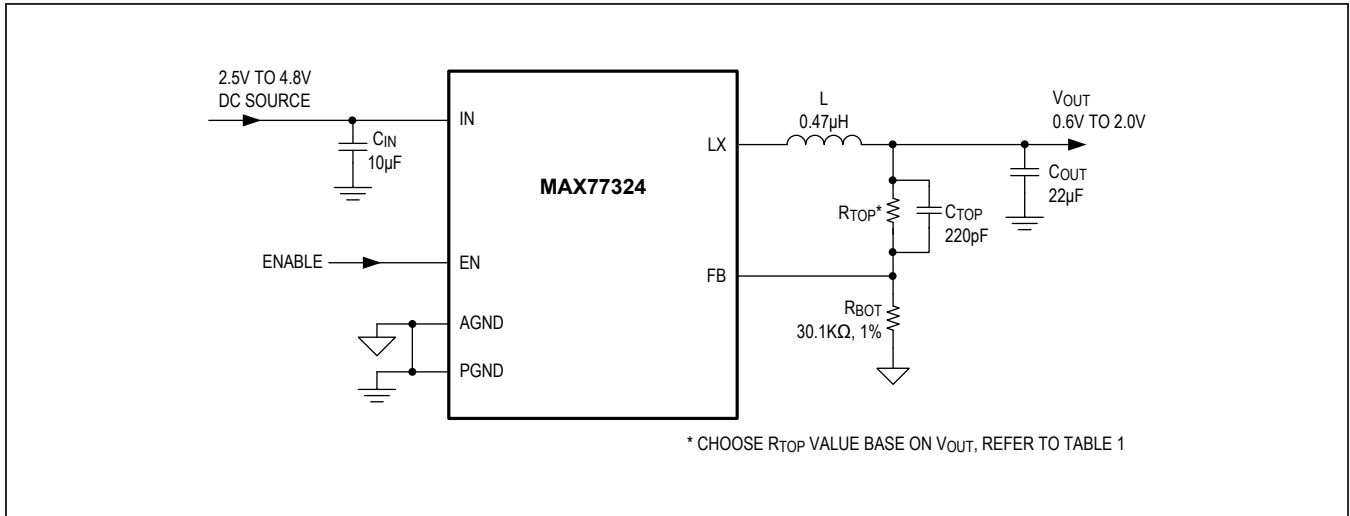 2.5V TO 4.8V
DC SOURCE
IN
CIN
10µF
MAX77324
LX
L
0.47µH
VOUT
0.6V TO 2.0V
COUT
22µF
RTOP*
CTOP
220pF
ENABLE
EN
FB
RBOT
30.1KΩ, 1%
AGND
PGND
* CHOOSE RTOP VALUE BASE ON VOUT, REFER TO TABLE 1